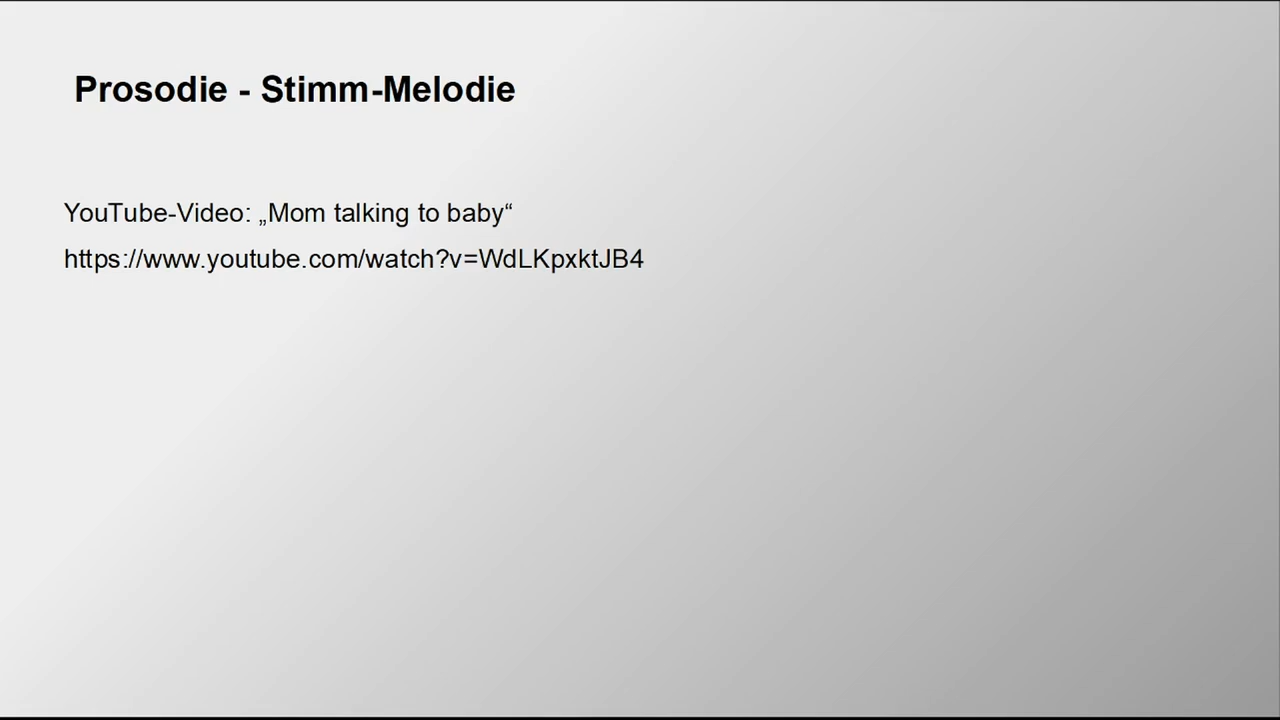 Prosodie - Stimm-Melodie
YouTube-Video: „Mom talking to baby“
https://www.youtube.com/watch?v=WdLKpxktJB4